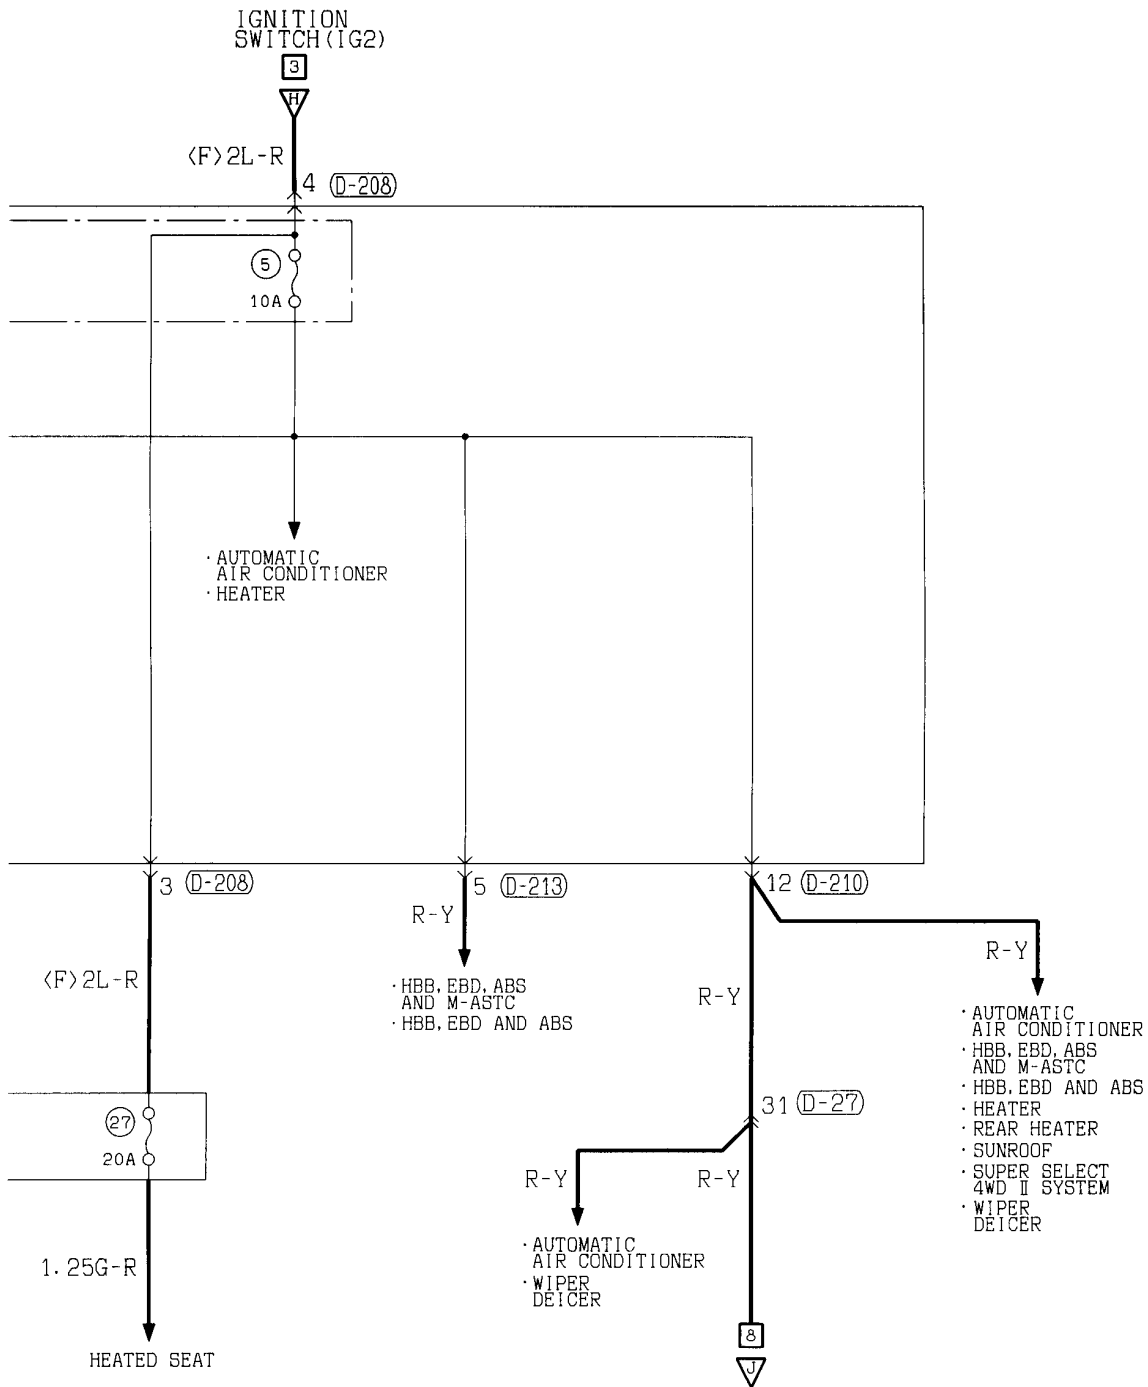 IGNITION
SWITCH(IG2)
3
H
<F>2L-R
4 D-208
5
10A
· AUTOMATIC
AIR CONDITIONER
· HEATER
3 D-208
5 D-213
12 D-210
<F>2L-R
R-Y
R-Y
R-Y
· HBB, EBD, ABS
AND M-ASTC
· HBB, EBD AND ABS
· AUTOMATIC
AIR CONDITIONER
· HBB, EBD, ABS
AND M-ASTC
· HBB, EBD AND ABS
· HEATER
· REAR HEATER
· SUNROOF
· SUPER SELECT
4WD Ⅱ SYSTEM
· WIPER
DEICER
27
20A
31 D-27
R-Y
R-Y
1.25G-R
· AUTOMATIC
AIR CONDITIONER
· WIPER
DEICER
HEATED SEAT
8
J